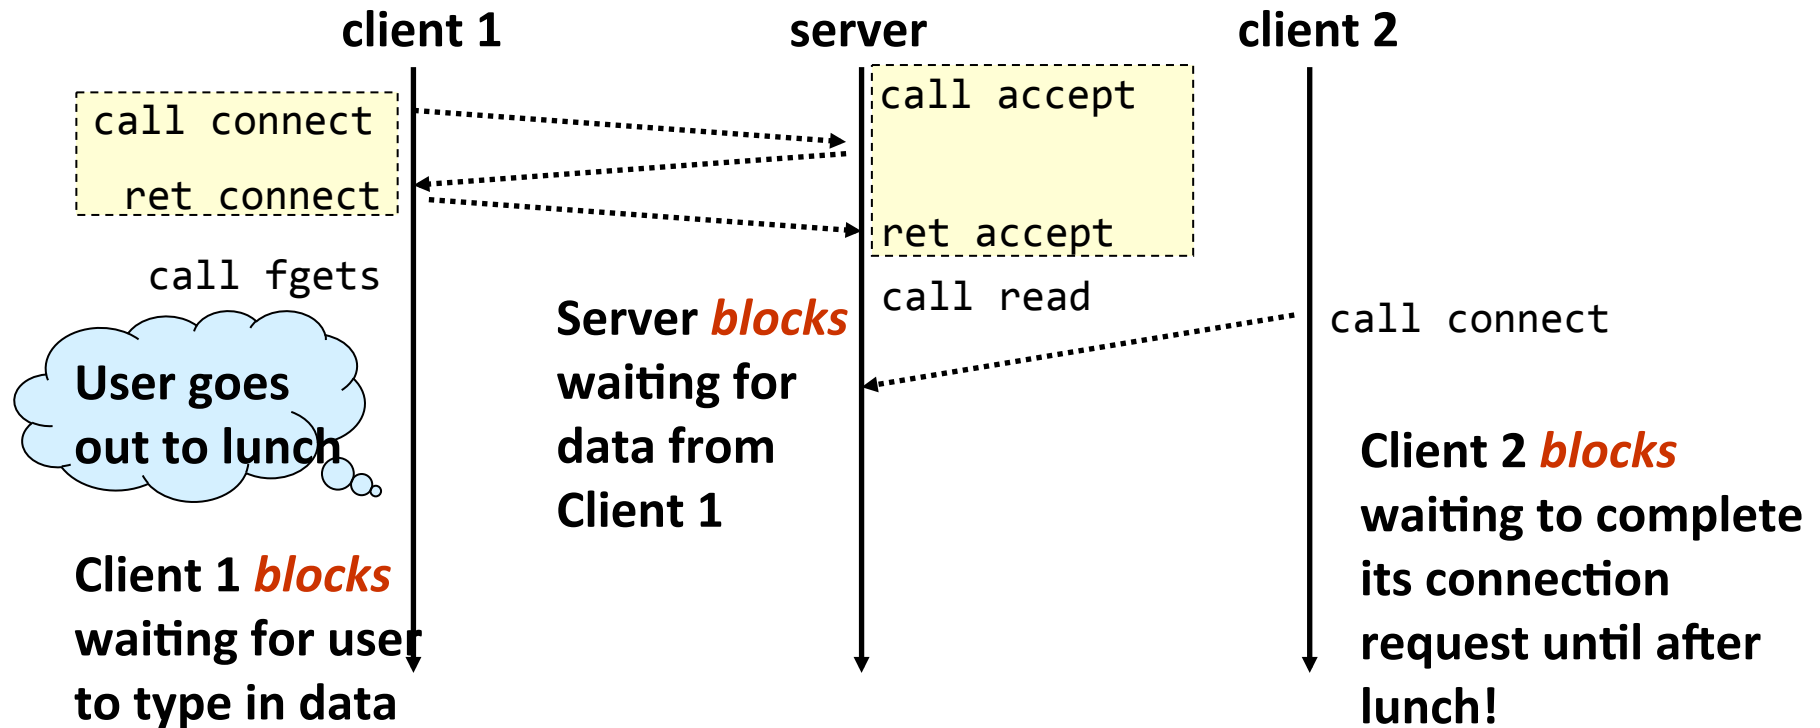 client 1
server
client 2
call connect
ret connect
call fgets
User goes
out to lunch
Client 1 blocks
waiting for user
to type in data
call accept
ret accept
call read
Server blocks
waiting for
data from
Client 1
call connect
Client 2 blocks
waiting to complete
its connection
request until after
lunch!